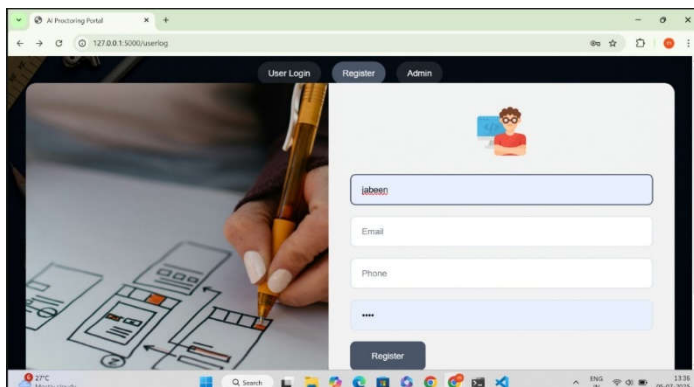 AI Proctoring Portal
127.0.0.1:5000/userlog
User Login Register Admin
jabeen
Email
Phone
••••
Register
27°C
Search
ENG
IN
13:36